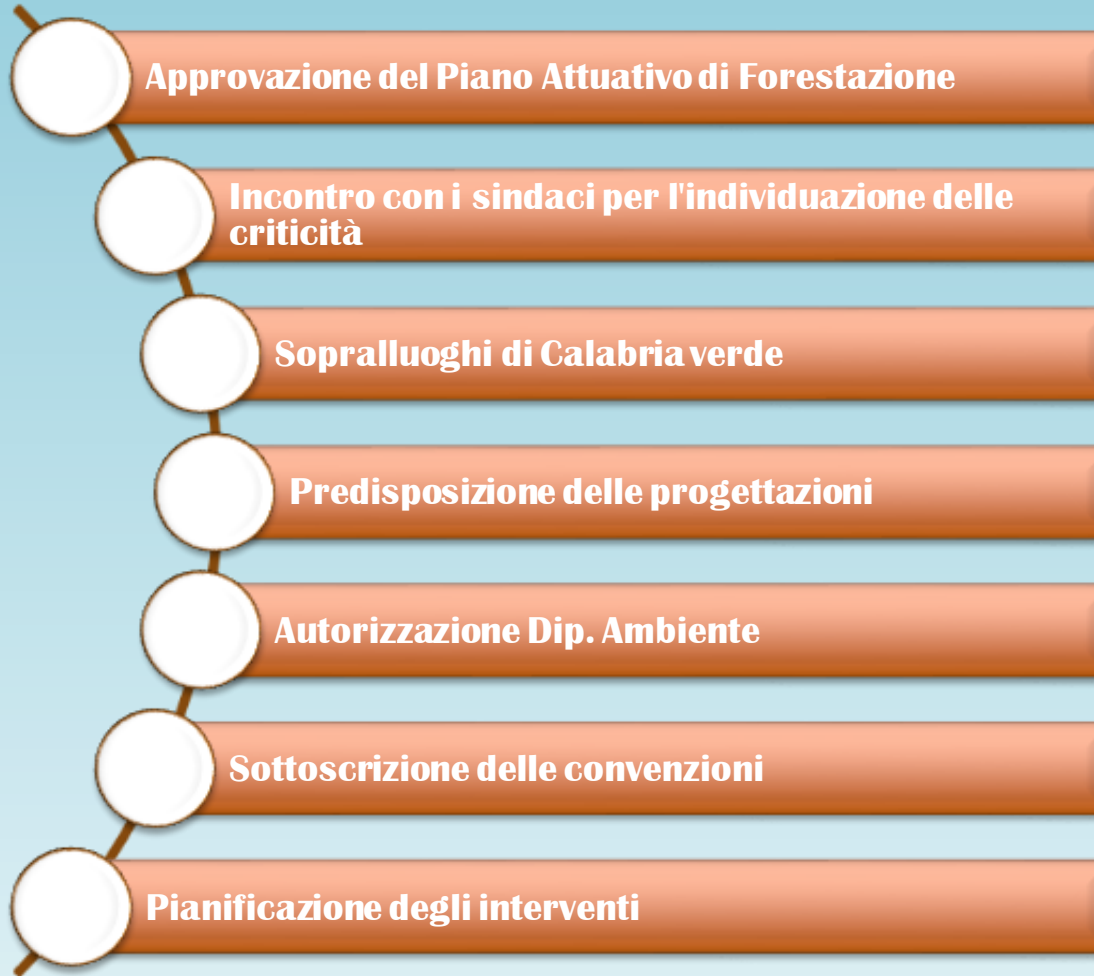 Approvazione del Piano Attuativo di Forestazione
Incontro con i sindaci per l'individuazione delle
criticità
Sopralluoghi di Calabria verde
Predisposizione delle progettazioni
Autorizzazione Dip. Ambiente
Sottoscrizione delle convenzioni
Pianificazione degli interventi